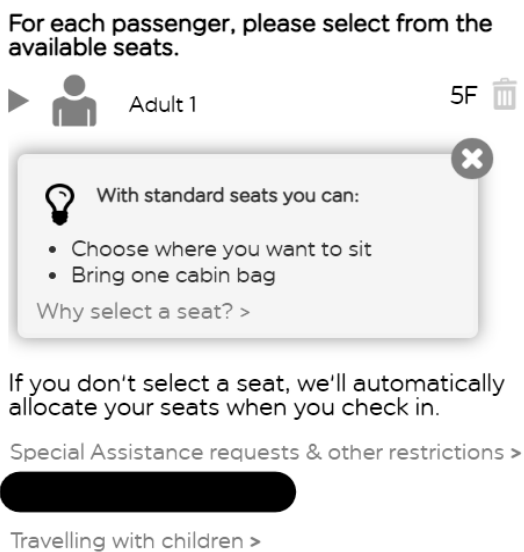 For each passenger, please select from the
available seats.
Adult 1
5F
With standard seats you can:
• Choose where you want to sit
• Bring one cabin bag
Why select a seat? >
If you don't select a seat, we'll automatically
allocate your seats when you check in.
Special Assistance requests & other restrictions >
Travelling with children >